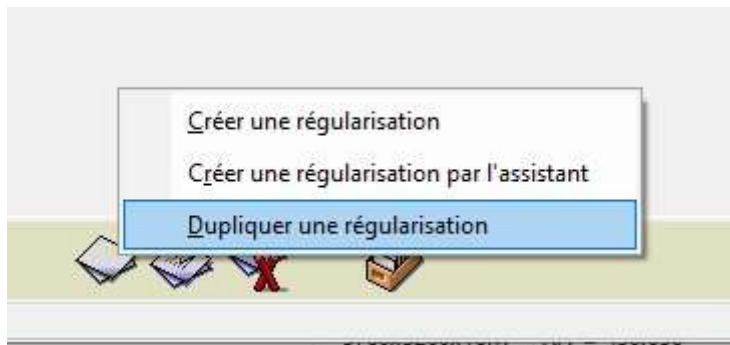 Créer une régularisation
Créer une régularisation par l'assistant
Dupliquer une régularisation